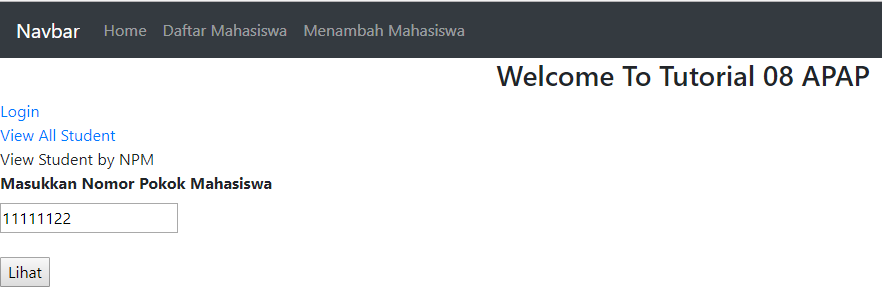 Navbar Home Daftar Mahasiswa Menambah Mahasiswa
Welcome To Tutorial 08 APAP
Login
View All Student
View Student by NPM
Masukkan Nomor Pokok Mahasiswa
11111122
Lihat